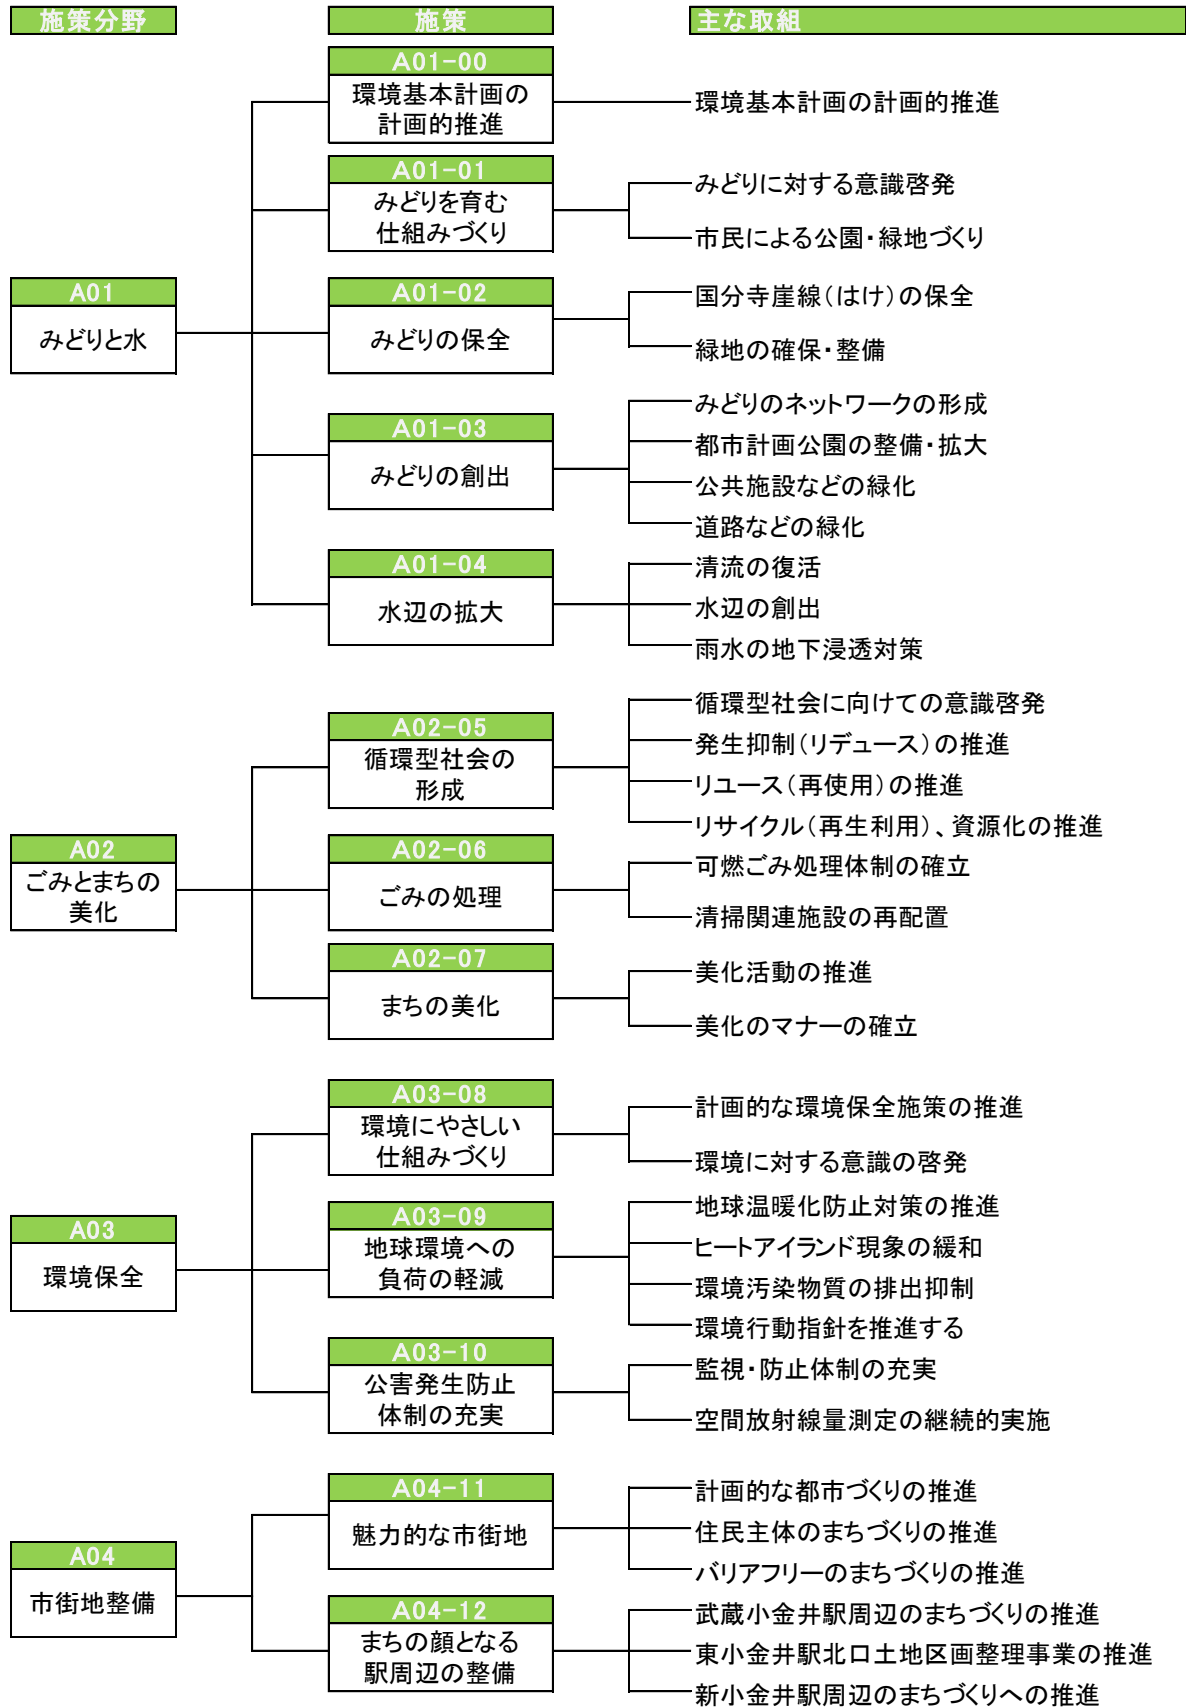 施策分野
施策
主な取組
A01-00
環境基本計画の
計画的推進
環境基本計画の計画的推進
A01-01
みどりを育む
仕組みづくり
みどりに対する意識啓発
市民による公園・緑地づくり
A01
みどりと水
A01-02
みどりの保全
国分寺崖線（はけ）の保全
緑地の確保・整備
A01-03
みどりの創出
みどりのネットワークの形成
都市計画公園の整備・拡大
公共施設などの緑化
道路などの緑化
A01-04
水辺の拡大
清流の復活
水辺の創出
雨水の地下浸透対策
A02-05
循環型社会の
形成
循環型社会に向けての意識啓発
発生抑制（リデュース）の推進
リユース（再使用）の推進
リサイクル（再生利用）、資源化の推進
A02
ごみとまちの
美化
A02-06
ごみの処理
可燃ごみ処理体制の確立
清掃関連施設の再配置
A02-07
まちの美化
美化活動の推進
美化のマナーの確立
A03-08
環境にやさしい
仕組みづくり
計画的な環境保全施策の推進
環境に対する意識の啓発
A03
環境保全
A03-09
地球環境への
負荷の軽減
地球温暖化防止対策の推進
ヒートアイランド現象の緩和
環境汚染物質の排出抑制
環境行動指針を推進する
A03-10
公害発生防止
体制の充実
監視・防止体制の充実
空間放射線量測定の継続的実施
A04-11
魅力的な市街地
計画的な都市づくりの推進
住民主体のまちづくりの推進
バリアフリーのまちづくりの推進
A04
市街地整備
A04-12
まちの顔となる
駅周辺の整備
武蔵小金井駅周辺のまちづくりの推進
東小金井駅北口土地区画整理事業の推進
新小金井駅周辺のまちづくりへの推進